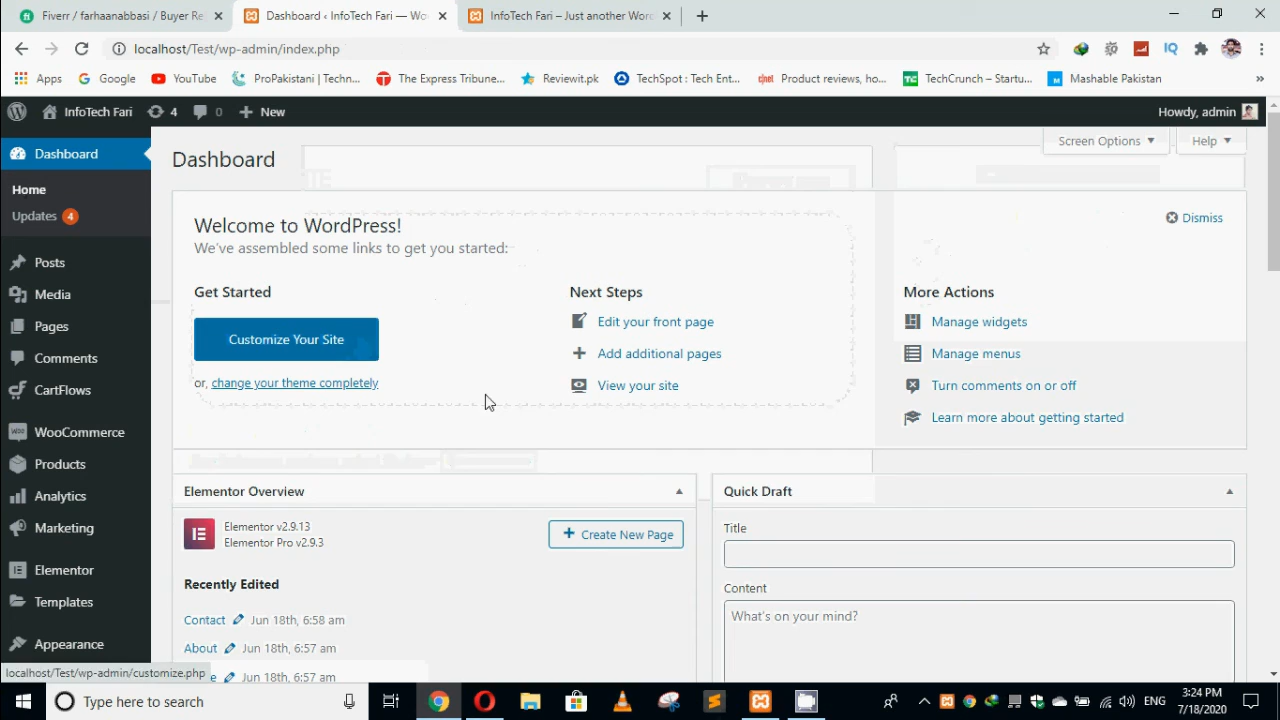 Fiverr / farhaanabbasi / Buyer Re
Dashboard ‹ InfoTech Fari — Wo
InfoTech Fari – Just another Word
localhost/Test/wp-admin/index.php
IQ
Apps
Google
YouTube
ProPakistani | Techn...
The Express Tribune...
Reviewit.pk
TechSpot : Tech Ent...
c|net Product reviews, ho...
TC TechCrunch – Startu...
M Mashable Pakistan
»
InfoTech Fari
4
0
New
Howdy, admin
Dashboard
Home
Updates 4
Posts
Media
Pages
Comments
CartFlows
WooCommerce
Products
Analytics
Marketing
Elementor
Templates
Appearance
Dashboard
Screen Options
Help
Welcome to WordPress!
We've assembled some links to get you started:
Dismiss
Get Started
Customize Your Site
or, change your theme completely
Next Steps
Edit your front page
Add additional pages
View your site
More Actions
Manage widgets
Manage menus
Turn comments on or off
Learn more about getting started
Elementor Overview
Elementor v2.9.13
Elementor Pro v2.9.3
Create New Page
Recently Edited
Contact Jun 18th, 6:58 am
About Jun 18th, 6:57 am
Jun 18th, 6:57 am
Quick Draft
Title
Content
What's on your mind?
localhost/Test/wp-admin/customize.php
Type here to search
ENG
3:24 PM
7/18/2020